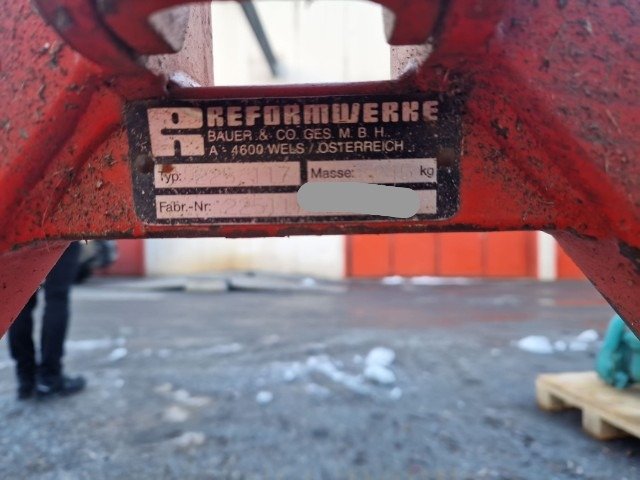 REFORMWERKE
BAUER & CO. GES. M. B. H.
A - 4600 WELS / ÖSTERREICH
Typ: Masse: kg
Fabr.-Nr: